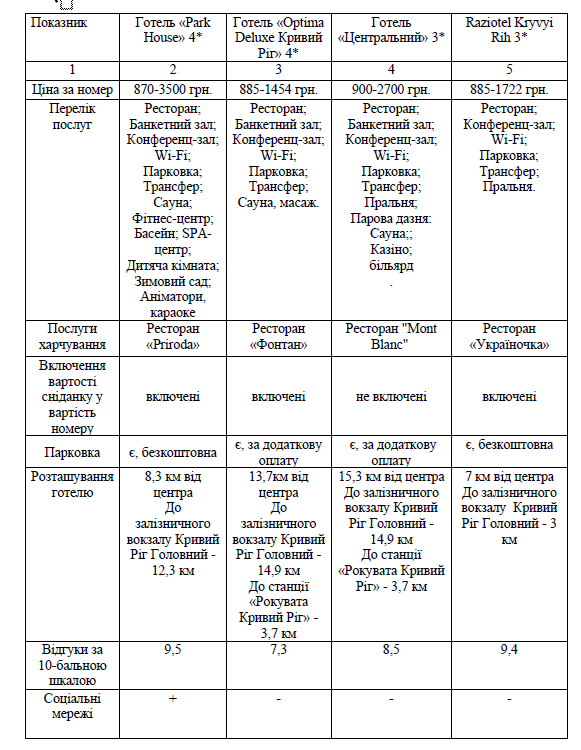 Показник
Готель «Park
House» 4*
Готель «Optima
Deluxe Кривий
Ріг» 4*
Готель
«Центральний» 3*
Raziotel Kryvyi
Rih 3*
1
2
3
4
5
Ціна за номер
870-3500 грн.
885-1454 грн.
900-2700 грн.
885-1722 грн.
Перелік
послуг
Ресторан;
Банкетний зал;
Конференц-зал;
Wi-Fi;
Парковка;
Трансфер;
Сауна;
Фітнес-центр;
Басейн; SPA-
центр;
Дитяча кімната;
Зимовий сад;
Аніматори,
караоке
Ресторан;
Банкетний зал;
Конференц-зал;
Wi-Fi;
Парковка;
Трансфер;
Сауна, масаж.
Ресторан;
Банкетний зал;
Конференц-зал;
Wi-Fi;
Парковка;
Трансфер;
Пральня;
Парова дазня:
Сауна;;
Казіно;
більярд
.
Ресторан;
Конференц-зал;
Wi-Fi;
Парковка;
Трансфер;
Пральня.
Послуги
харчування
Ресторан
«Priroda»
Ресторан
«Фонтан»
Ресторан "Mont
Blanc"
Ресторан
«Україночка»
Включення
вартості
сніданку у
вартість
номеру
включені
включені
не включені
включені
Парковка
є, безкоштовна
є, за додаткову
оплату
є, за додаткову
оплату
є, безкоштовна
Розташування
готелю
8,3 км від
центра
До
залізничного
вокзалу Кривий
Ріг Головний -
12,3 км
13,7км від
центра
До
залізничного
вокзалу Кривий
Ріг Головний -
14,9 км
До станції
«Рокувата
Кривий Ріг» -
3,7 км
15,3 км від центра
До залізничного
вокзалу Кривий
Ріг Головний -
14,9 км
До станції
«Рокувата Кривий
Ріг» - 3,7 км
7 км від центра
До залізничного
вокзалу Кривий
Ріг Головний - 3
км
Відгуки за
10-бальною
шкалою
9,5
7,3
8,5
9,4
Соціальні
мережі
+
-
-
-